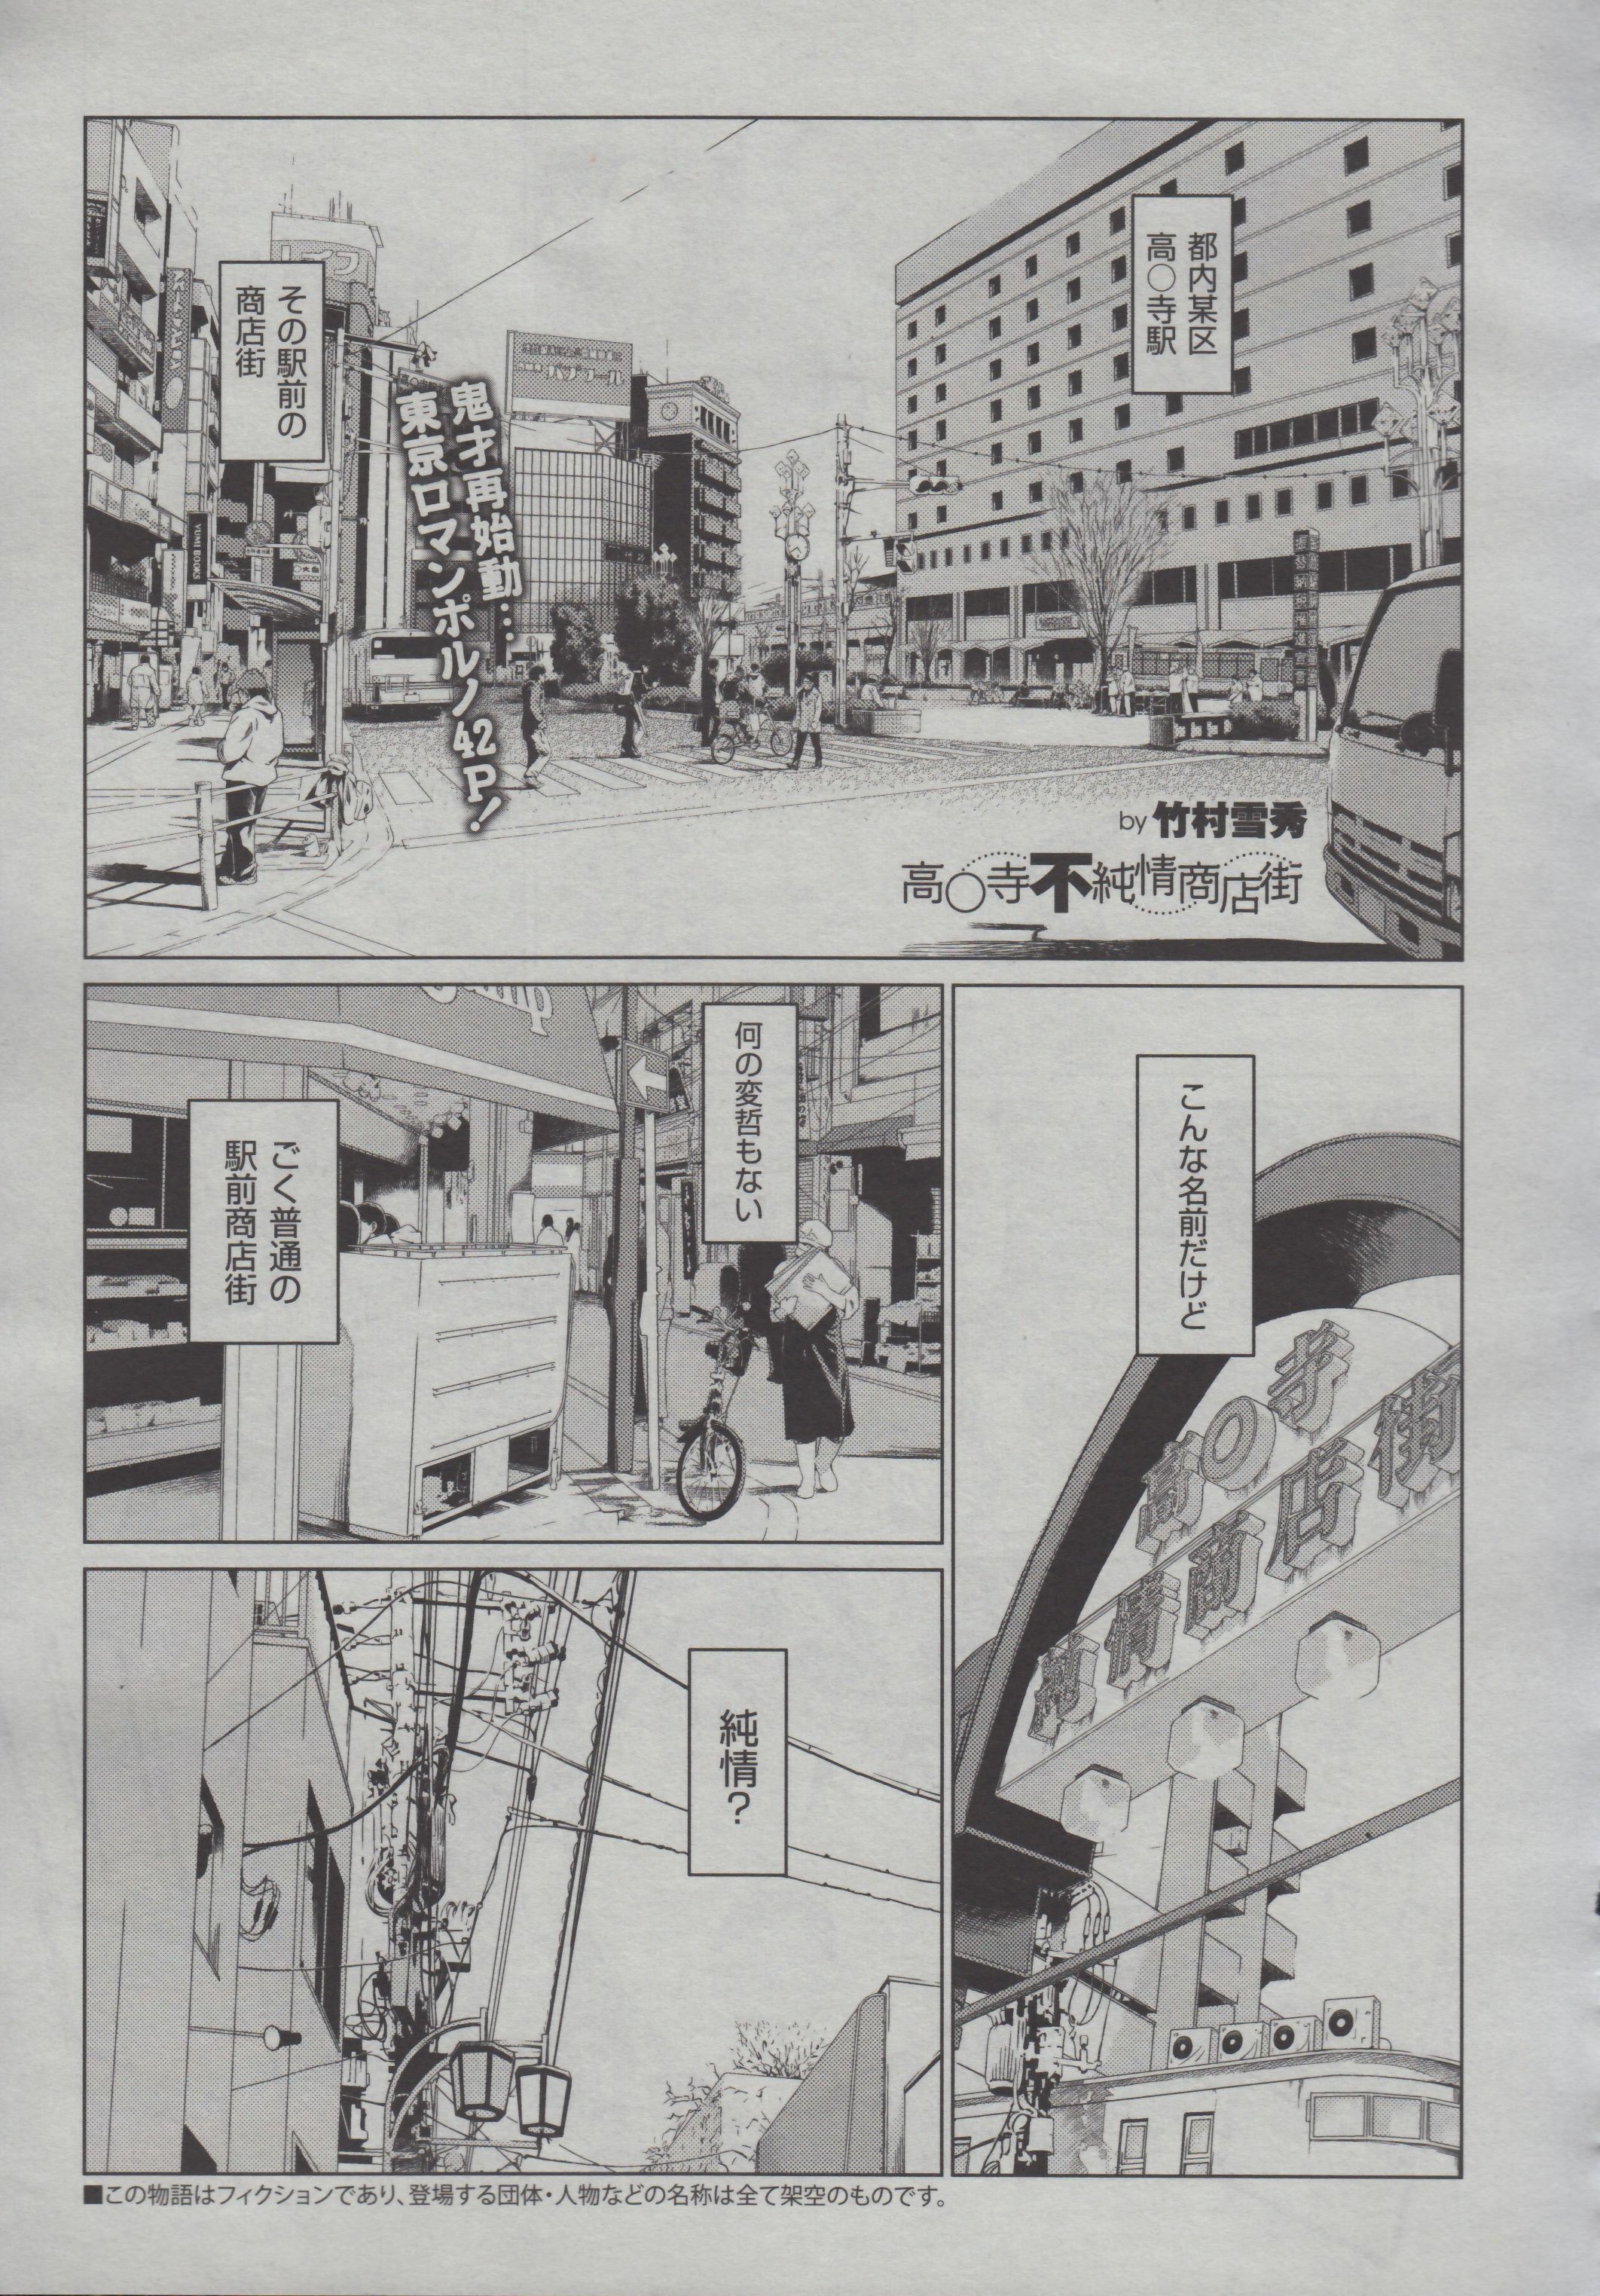 都内某区
高○寺駅
その駅前の
商店街
鬼才再始動…
東京ロマンポルノ42P!
YUMI BOOKS
by 竹村雪秀
高○寺不純情商店街
こんな名前だけど
高○寺
純情商店街
何の変哲もない
ごく普通の
駅前商店街
純情?
■この物語はフィクションであり、登場する団体・人物などの名称は全て架空のものです。